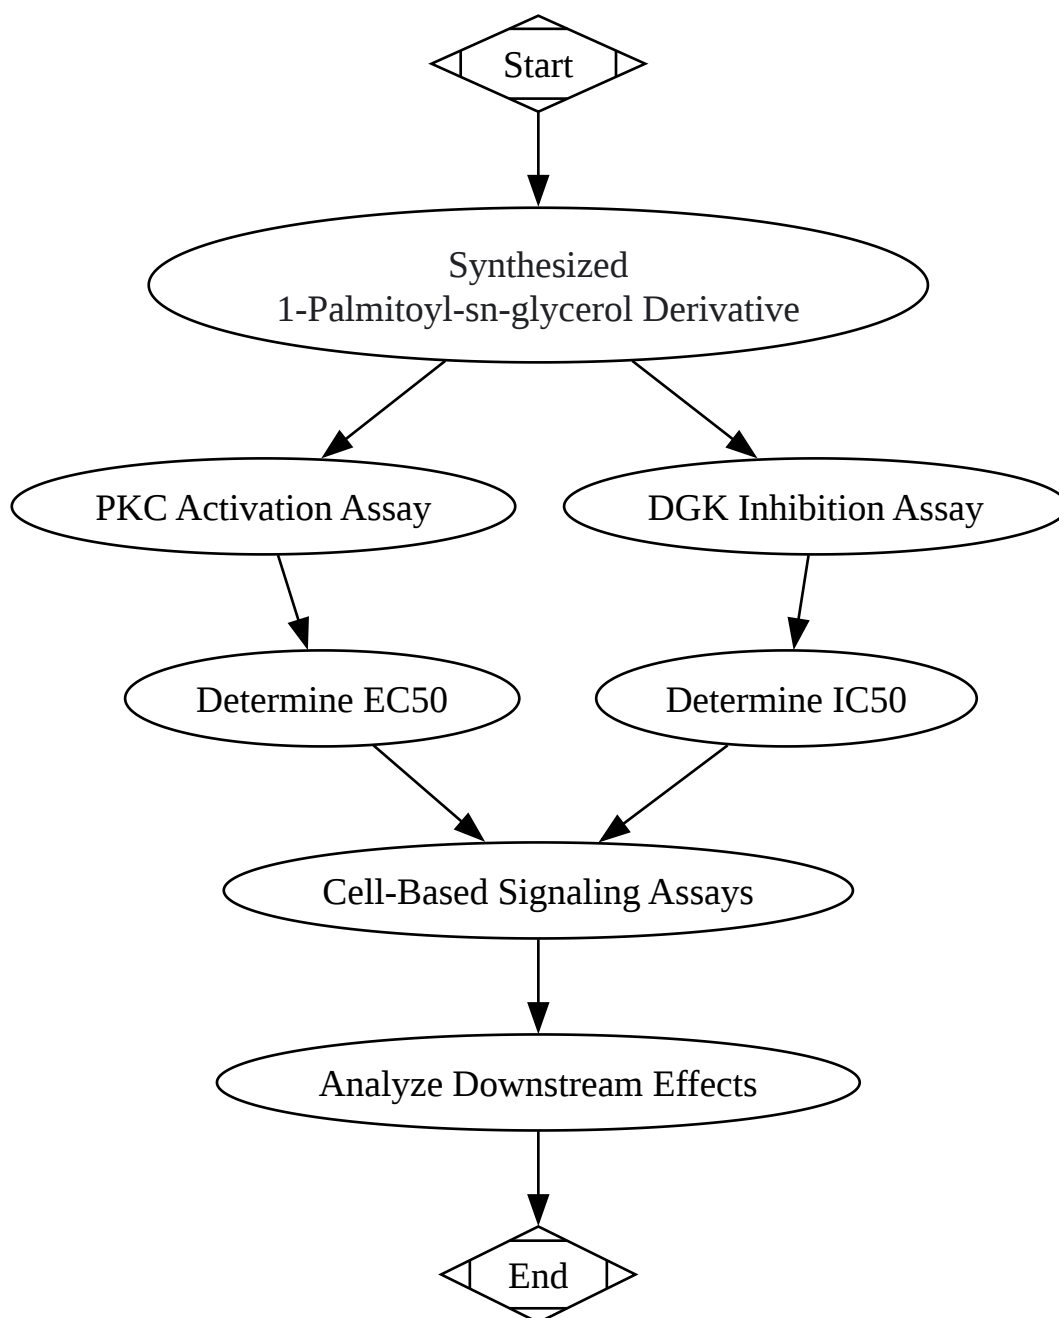 Start
Synthesized
1-Palmitoyl-sn-glycerol Derivative
PKC Activation Assay
DGK Inhibition Assay
Determine EC50
Determine IC50
Cell-Based Signaling Assays
Analyze Downstream Effects
End